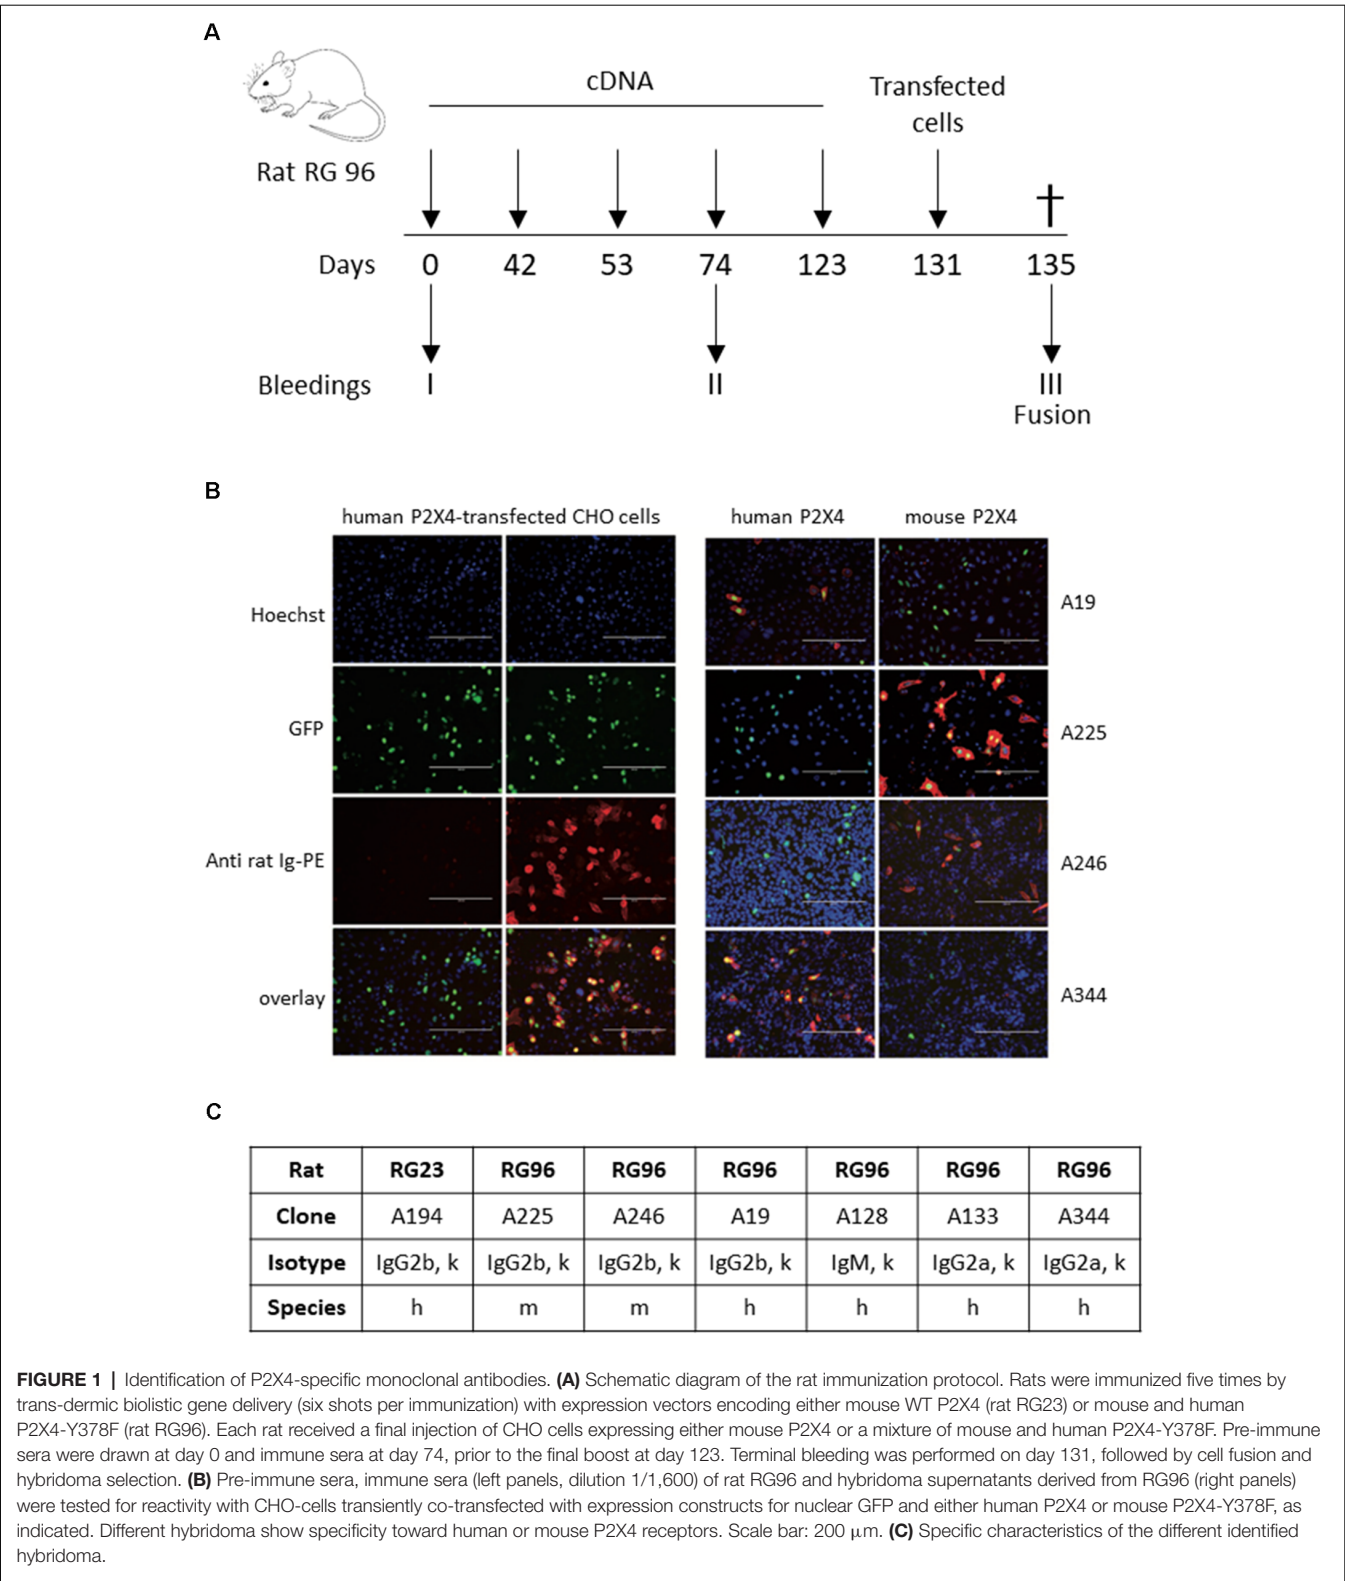 A
cDNA
Transfected
cells
Rat RG 96
Days 0 42 53 74 123 131 135
Bleedings I II III
Fusion
B
human P2X4-transfected CHO cells human P2X4 mouse P2X4
Hoechst A19
GFP A225
Anti rat Ig-PE A246
overlay A344
C
Rat RG23 RG96 RG96 RG96 RG96 RG96 RG96
Clone A194 A225 A246 A19 A128 A133 A344
Isotype IgG2b, k IgG2b, k IgG2b, k IgG2b, k IgM, k IgG2a, k IgG2a, k
Species h m m h h h h
FIGURE 1 | Identification of P2X4-specific monoclonal antibodies. (A) Schematic diagram of the rat immunization protocol. Rats were immunized five times by
trans-dermic biolistic gene delivery (six shots per immunization) with expression vectors encoding either mouse WT P2X4 (rat RG23) or mouse and human
P2X4-Y378F (rat RG96). Each rat received a final injection of CHO cells expressing either mouse P2X4 or a mixture of mouse and human P2X4-Y378F. Pre-immune
sera were drawn at day 0 and immune sera at day 74, prior to the final boost at day 123. Terminal bleeding was performed on day 131, followed by cell fusion and
hybridoma selection. (B) Pre-immune sera, immune sera (left panels, dilution 1/1,600) of rat RG96 and hybridoma supernatants derived from RG96 (right panels)
were tested for reactivity with CHO-cells transiently co-transfected with expression constructs for nuclear GFP and either human P2X4 or mouse P2X4-Y378F, as
indicated. Different hybridoma show specificity toward human or mouse P2X4 receptors. Scale bar: 200 μm. (C) Specific characteristics of the different identified
hybridoma.